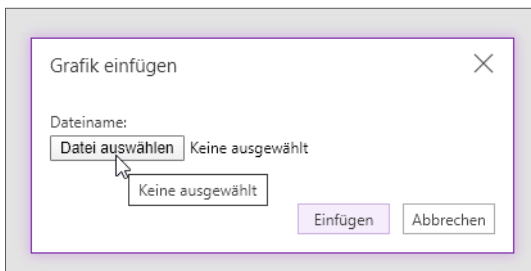 Grafik einfügen
Dateiname:
Datei auswählen Keine ausgewählt
Keine ausgewählt
Einfügen Abbrechen